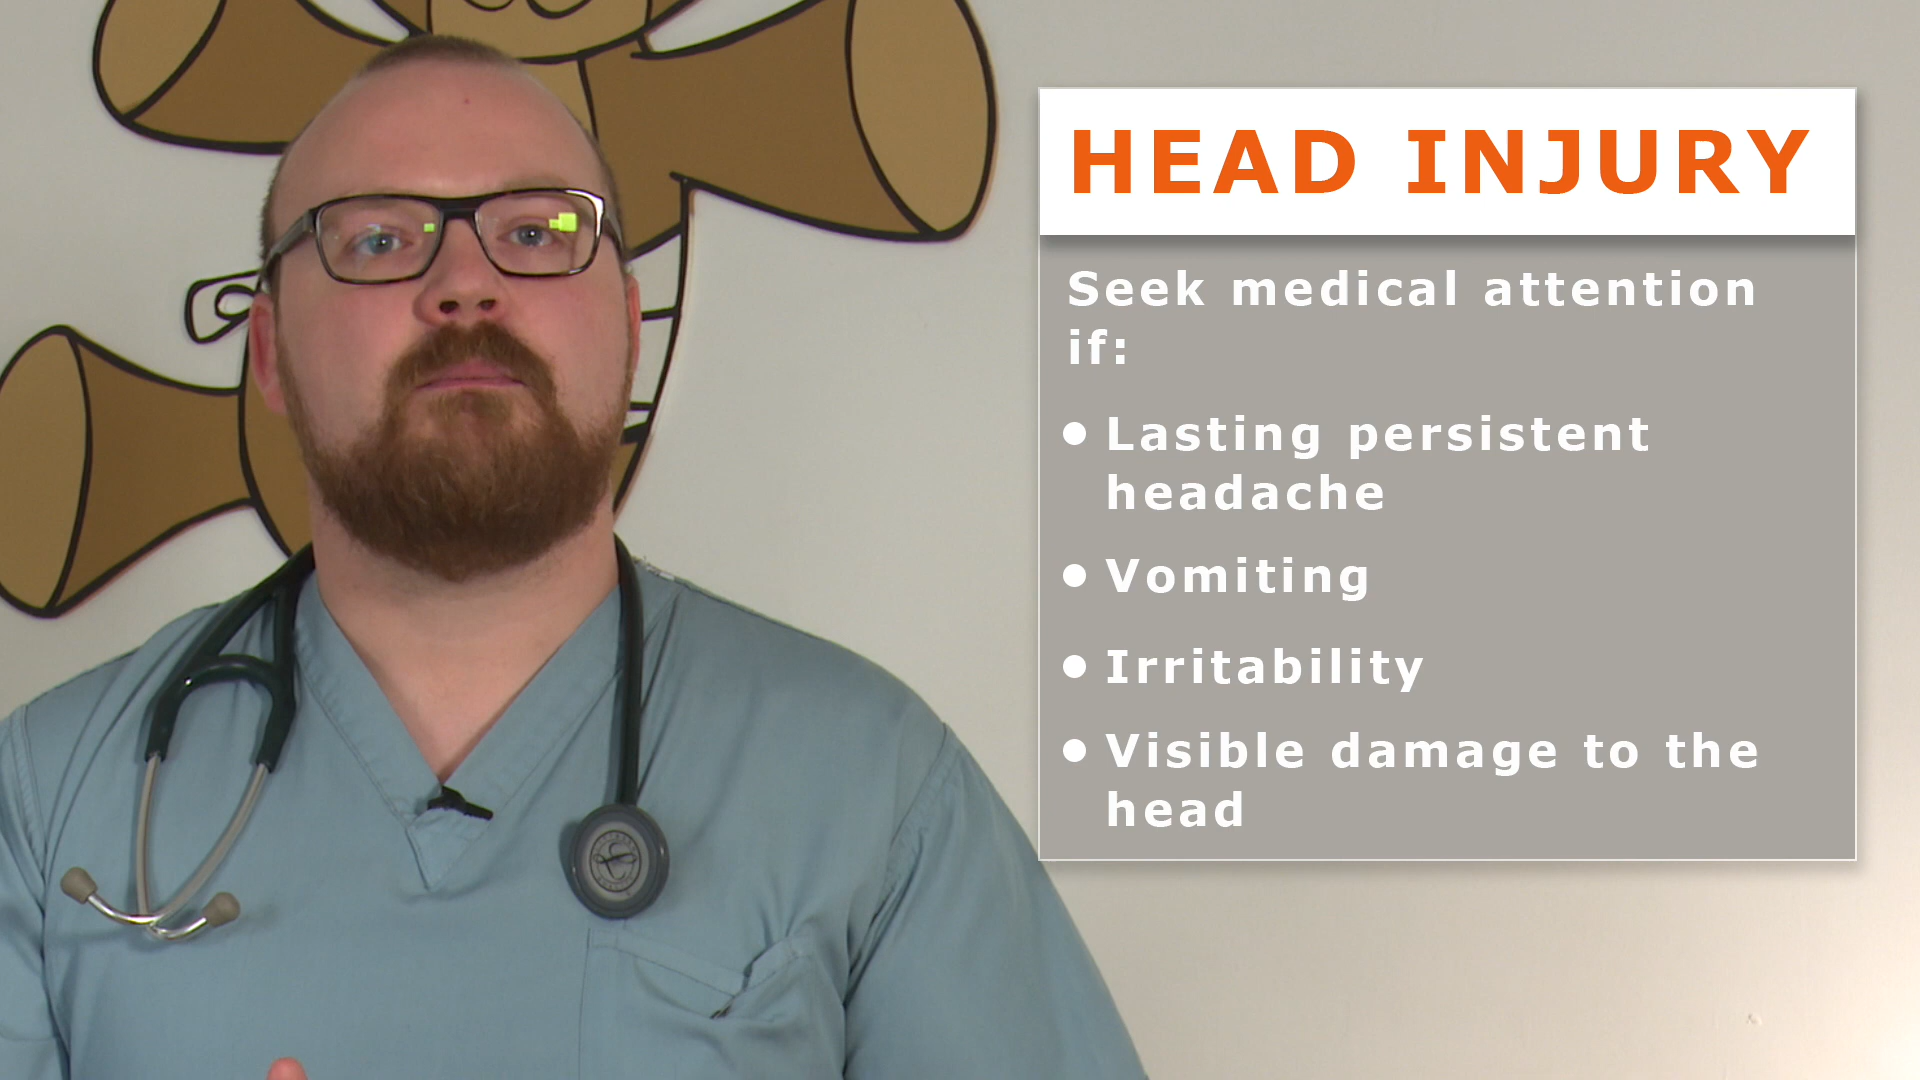 HEAD INJURY
Seek medical attention
if:
• Lasting persistent
headache
• Vomiting
• Irritability
• Visible damage to the
head